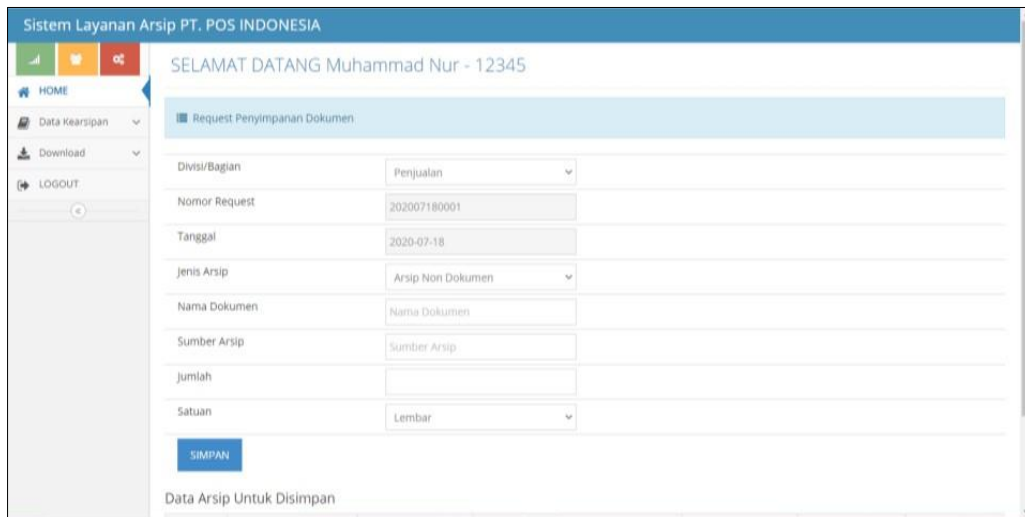 Sistem Layanan Arsip PT. POS INDONESIA
SELAMAT DATANG Muhammad Nur - 12345
HOME
Data Kearsipan
Download
LOGOUT
Request Penyimpanan Dokumen
Divisi/Bagian Penjualan
Nomor Request 202007180001
Tanggal 2020-07-18
Jenis Arsip Arsip Non Dokumen
Nama Dokumen Nama Dokumen
Sumber Arsip Sumber Arsip
Jumlah
Satuan Lembar
SIMPAN
Data Arsip Untuk Disimpan